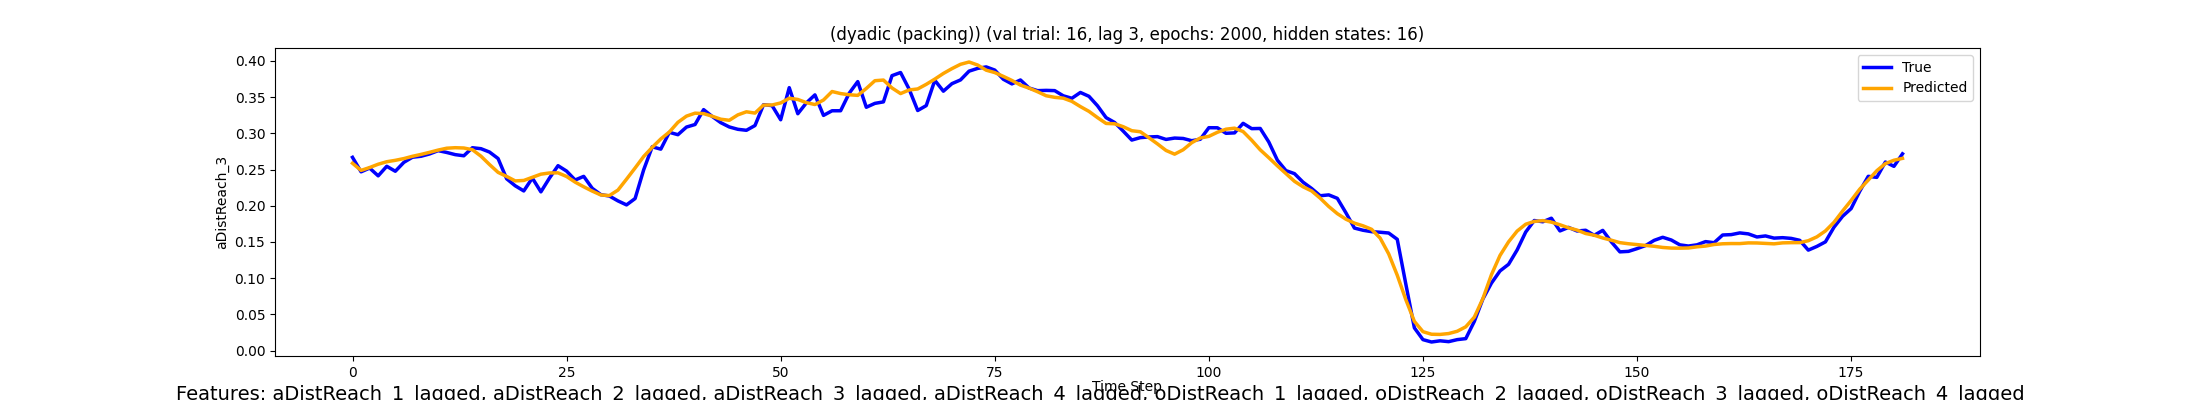 (dyadic (packing)) (val trial: 16, lag 3, epochs: 2000, hidden states: 16)
0.40
0.35
0.30
0.25
0.20
0.15
0.10
0.05
0.00
aDistReach_3
True
Predicted
0 25 50 75 100 125 150 175
Time Step
Features: aDistReach_1_lagged, aDistReach_2_lagged, aDistReach_3_lagged, aDistReach_4_lagged, oDistReach_1_lagged, oDistReach_2_lagged, oDistReach_3_lagged, oDistReach_4_lagged